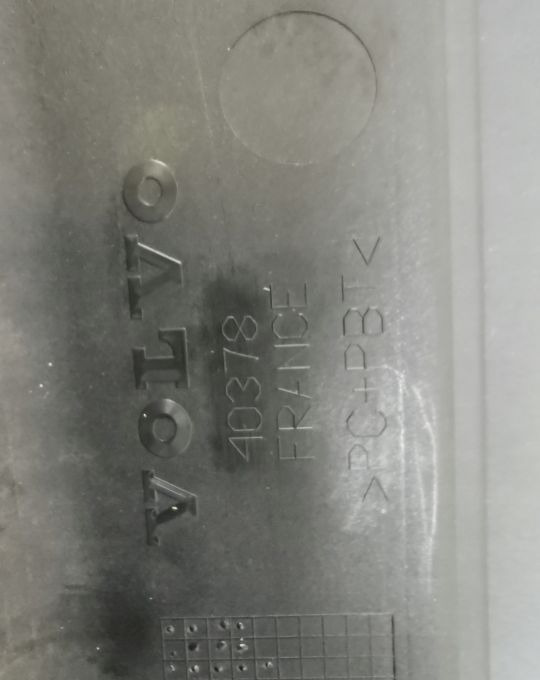 VOLVO
40378
FRANCE
>PC+PBT<